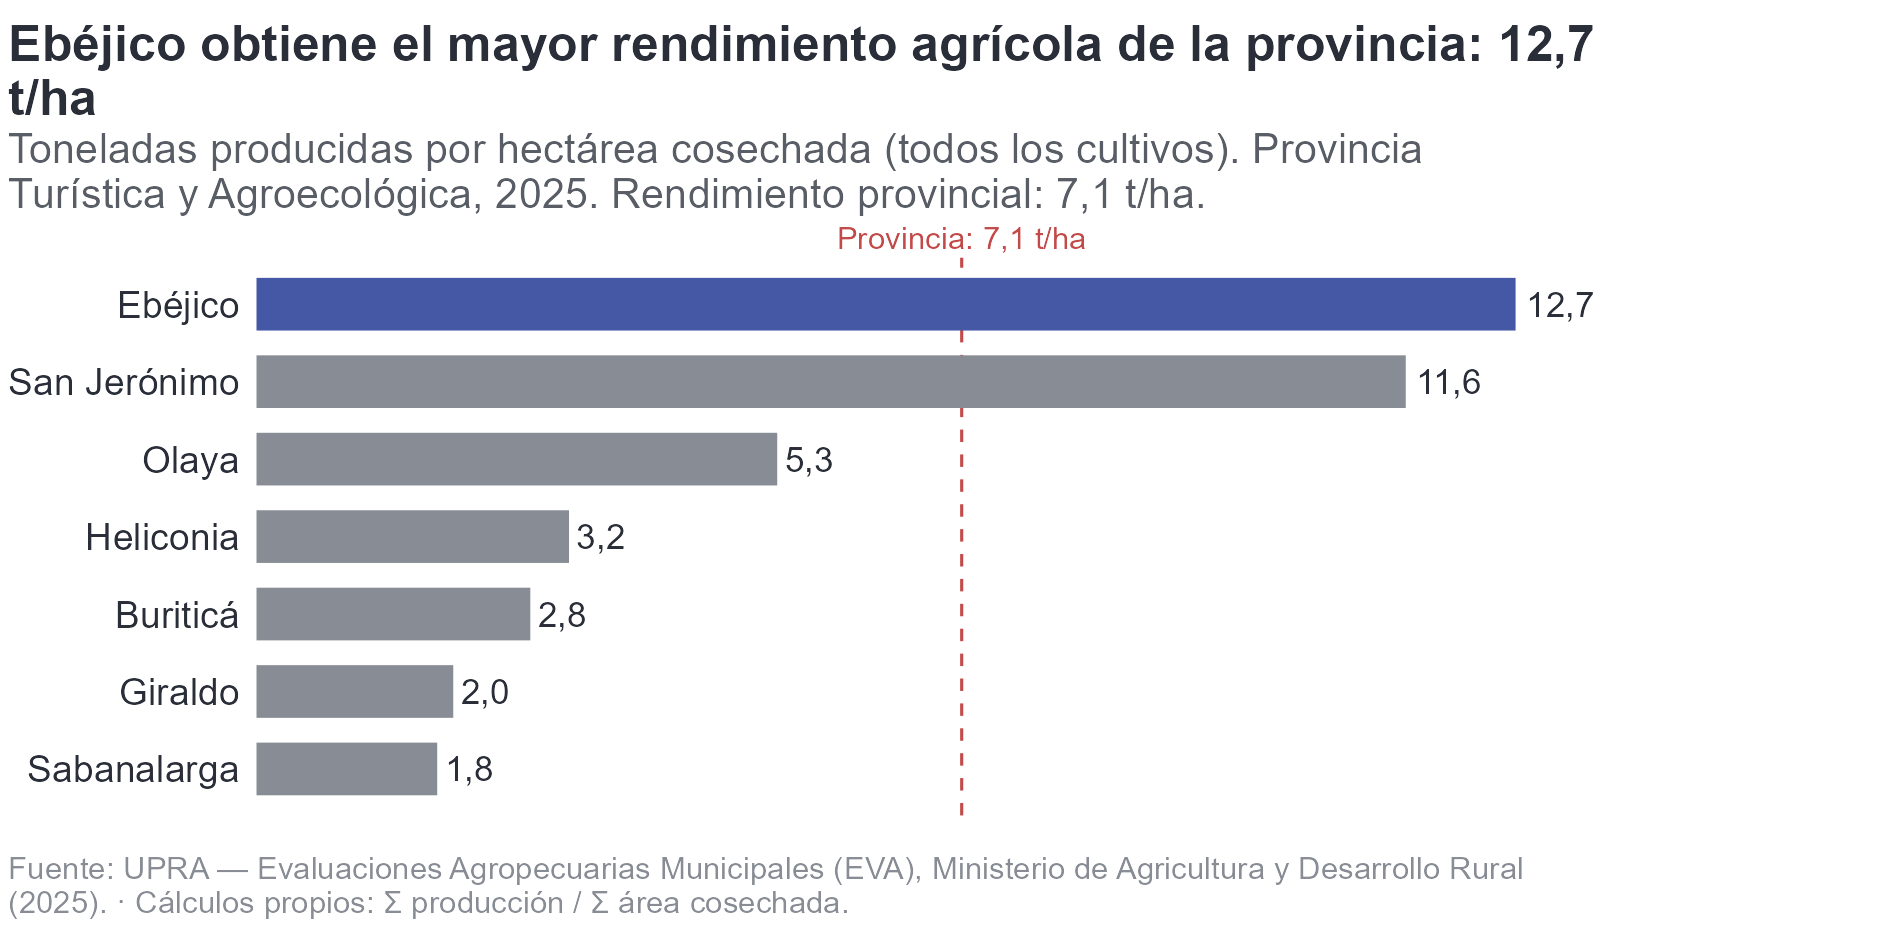 Ebéjico obtiene el mayor rendimiento agrícola de la provincia: 12,7
t/ha
Toneladas producidas por hectárea cosechada (todos los cultivos). Provincia
Turística y Agroecológica, 2025. Rendimiento provincial: 7,1 t/ha.
Provincia: 7,1 t/ha
Ebéjico 12,7
San Jerónimo 11,6
Olaya 5,3
Heliconia 3,2
Buriticá 2,8
Giraldo 2,0
Sabanalarga 1,8
Fuente: UPRA — Evaluaciones Agropecuarias Municipales (EVA), Ministerio de Agricultura y Desarrollo Rural
(2025). · Cálculos propios: Σ producción / Σ área cosechada.